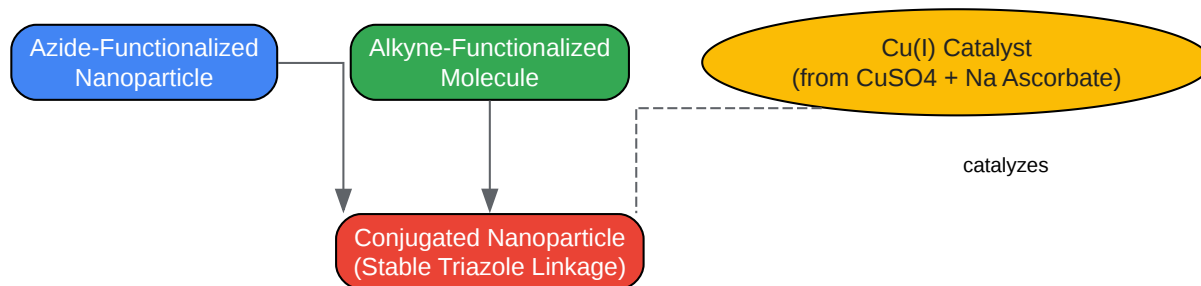 Azide-Functionalized
Nanoparticle
Alkyne-Functionalized
Molecule
Cu(I) Catalyst
(from CuSO4 + Na Ascorbate)
catalyzes
Conjugated Nanoparticle
(Stable Triazole Linkage)